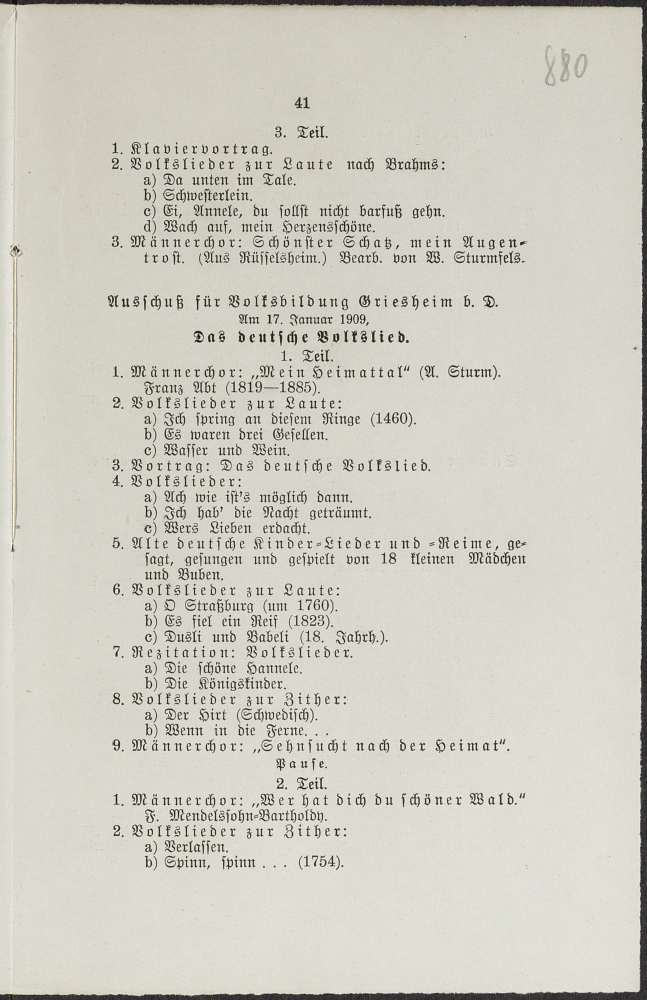 880
41
3. Teil.
1. Klaviervortrag.
2. Volkslieder zur Laute nach Brahms:
a) Da unten im Tale.
b) Schwesterlein.
c) Ei, Annele, du sollst nicht barfuß gehn.
d) Wach auf, mein Herzensschöne.
3. Männerchor: Schönster Schatz, mein Augen-
trost. (Aus Rüsselsheim.) Bearb. von W. Sturmfels.
Ausschuß für Volksbildung Griesheim b. D.
Am 17. Januar 1909,
Das deutsche Volkslied.
1. Teil.
1. Männerchor: „Mein Heimattal“ (A. Sturm).
Franz Abt (1819—1885).
2. Volkslieder zur Laute:
a) Ich spring an diesem Ringe (1460).
b) Es waren drei Gesellen.
c) Wasser und Wein.
3. Vortrag: Das deutsche Volkslied.
4. Volkslieder:
a) Ach wie ist's möglich dann.
b) Ich hab' die Nacht geträumt.
c) Wers Lieben erdacht.
5. Alte deutsche Kinder-Lieder und -Reime, ge-
sagt, gesungen und gespielt von 18 kleinen Mädchen
und Buben.
6. Volkslieder zur Laute:
a) O Straßburg (um 1760).
b) Es fiel ein Reif (1823).
c) Dusli und Babeli (18. Jahrh.).
7. Rezitation: Volkslieder.
a) Die schöne Hannele.
b) Die Königskinder.
8. Volkslieder zur Zither:
a) Der Hirt (Schwedisch).
b) Wenn in die Ferne. . .
9. Männerchor: „Sehnsucht nach der Heimat“.
Pause.
2. Teil.
1. Männerchor: „Wer hat dich du schöner Wald.“
F. Mendelssohn-Bartholdy.
2. Volkslieder zur Zither:
a) Verlassen.
b) Spinn, spinn . . . (1754).